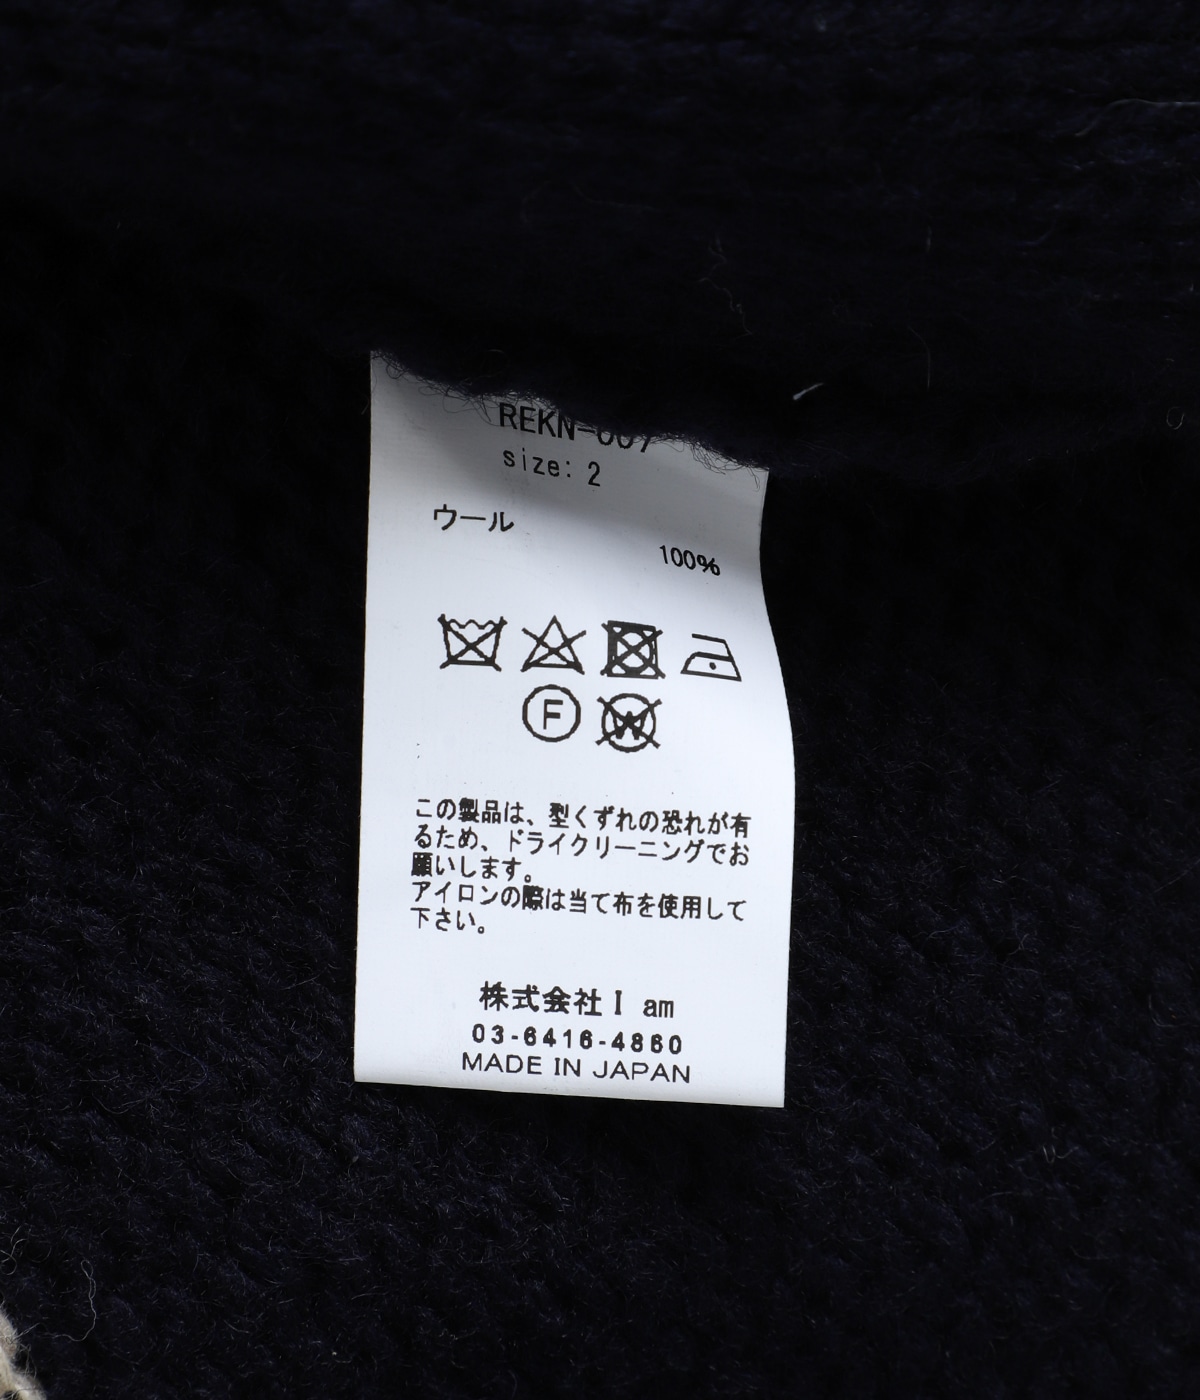 REKN-007
size: 2
ウール
100%
F
W
この製品は、型くずれの恐れが有
るため、ドライクリーニングでお
願いします。
アイロンの際は当て布を使用して
下さい。
株式会社I am
03-6416-4860
MADE IN JAPAN